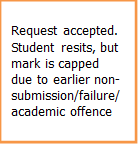 Request accepted.
Student resits, but
mark is capped
due to earlier non-
submission/failure/
academic offence